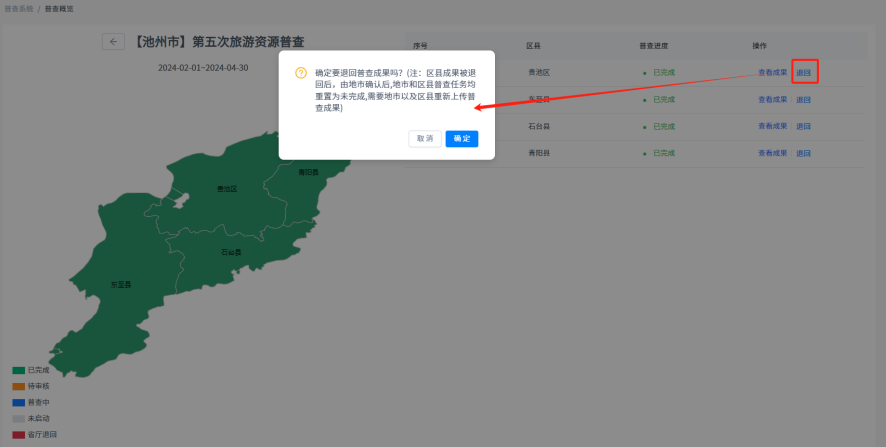 普查系统 / 普查概览
【池州市】第五次旅游资源普查
2024-02-01~2024-04-30
序号 区县 普查进度 操作
贵池区 已完成 查看成果 退回
东至县 已完成 查看成果 退回
石台县 已完成 查看成果 退回
青阳县 已完成 查看成果 退回
确定要退回普查成果吗？(注：区县成果被退
回后，由地市确认后,地市和区县普查任务均
重置为未完成,需要地市以及区县重新上传普
查成果)
取 消 确 定
青阳县
贵池区
石台县
东至县
已完成
待审核
普查中
未启动
省厅退回